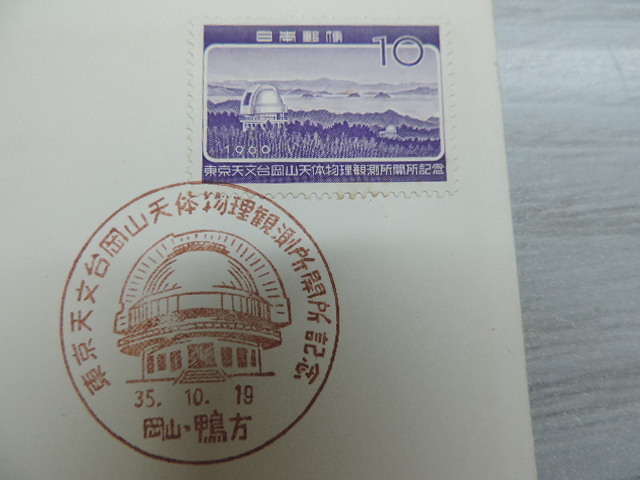 日本郵便 10
1960
東京天文台岡山天体物理観測所開所記念
東京天文台岡山天体物理観測所開所記念
35. 10. 19
岡山・鴨方